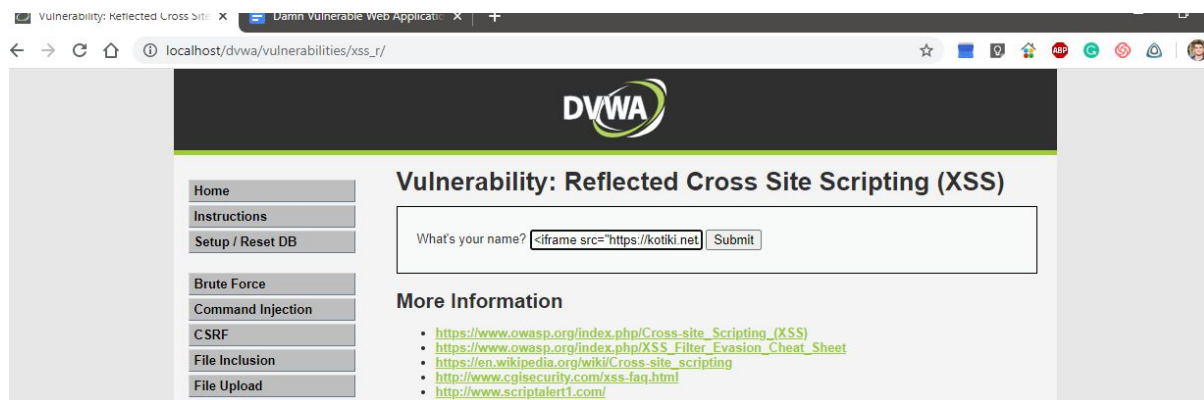 Vulnerability: Reflected Cross Site
Damn Vulnerable Web Applicatio
localhost/dvwa/vulnerabilities/xss_r/
ABP
DVWA
Vulnerability: Reflected Cross Site Scripting (XSS)
Home
Instructions
Setup / Reset DB
What's your name? <iframe src="https://kotiki.net. Submit
Brute Force
Command Injection
CSRF
File Inclusion
File Upload
More Information
https://www.owasp.org/index.php/Cross-site_Scripting_(XSS)
https://www.owasp.org/index.php/XSS_Filter_Evasion_Cheat_Sheet
https://en.wikipedia.org/wiki/Cross-site_scripting
http://www.cgisecurity.com/xss-faq.html
http://www.scriptalert1.com/